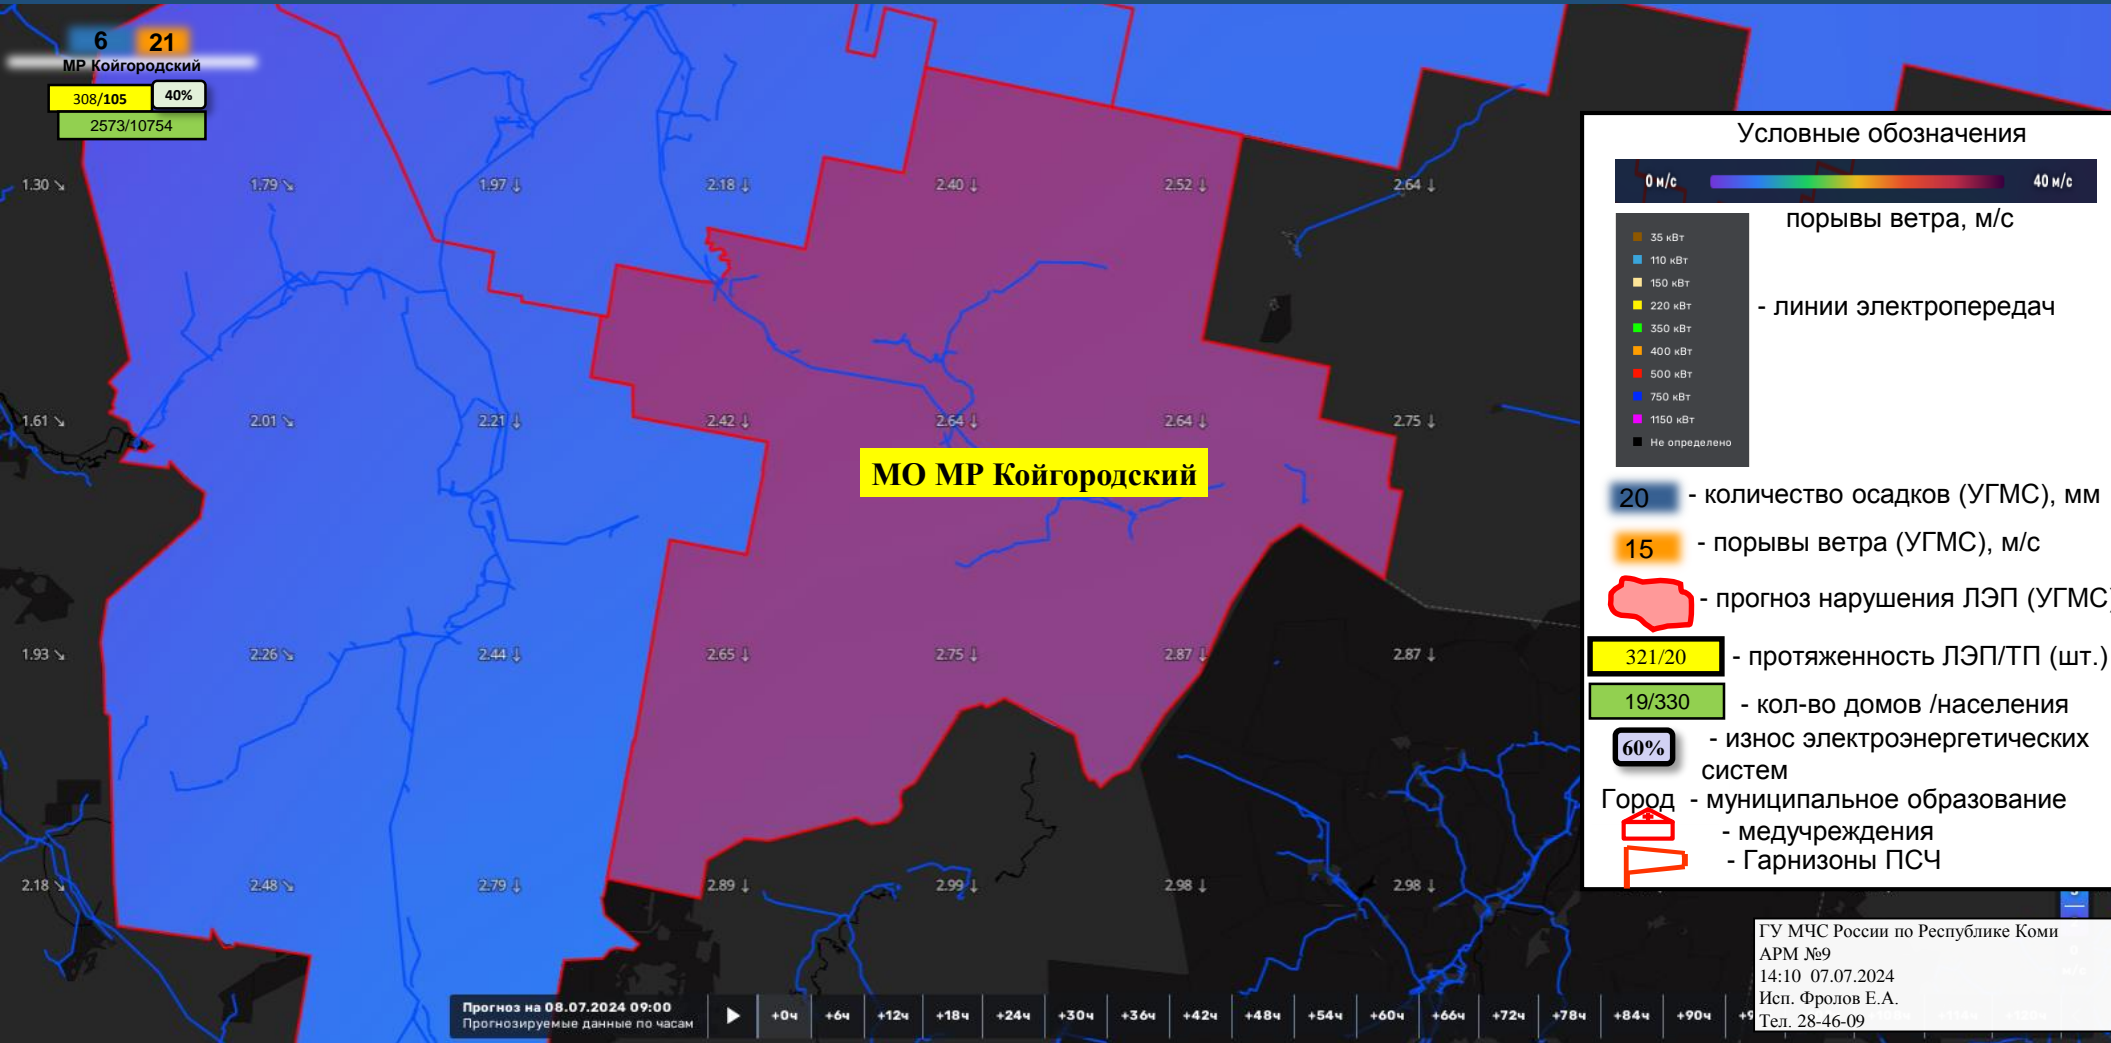 6 21
МР Койгородский
308/105 40%
2573/10754
1.30 ↘ 1.79 ↘ 1.97 ↓ 2.18 ↓ 2.40 ↓ 2.52 ↓ 2.64 ↓
1.61 ↘ 2.01 ↘ 2.21 ↓ 2.42 ↓ 2.64 ↓ 2.64 ↓ 2.75 ↓
МО МР Койгородский
1.93 ↘ 2.26 ↘ 2.44 ↓ 2.65 ↓ 2.75 ↓ 2.87 ↓ 2.87 ↓
2.18 ↘ 2.48 ↘ 2.79 ↓ 2.89 ↓ 2.99 ↓ 2.98 ↓ 2.98 ↓
Условные обозначения
0 м/с 40 м/с
порывы ветра, м/с
35 кВт
110 кВт
150 кВт
220 кВт
350 кВт
400 кВт
500 кВт
750 кВт
1150 кВт
Не определено
- линии электропередач
20 - количество осадков (УГМС), мм
15 - порывы ветра (УГМС), м/с
- прогноз нарушения ЛЭП (УГМС)
321/20 - протяженность ЛЭП/ТП (шт.)
19/330 - кол-во домов /населения
60% - износ электроэнергетических
систем
Город - муниципальное образование
- медучреждения
- Гарнизоны ПСЧ
ГУ МЧС России по Республике Коми
АРМ №9
14:10 07.07.2024
Исп. Фролов Е.А.
Тел. 28-46-09
Прогноз на 08.07.2024 09:00
Прогнозируемые данные по часам
+0ч +6ч +12ч +18ч +24ч +30ч +36ч +42ч +48ч +54ч +60ч +66ч +72ч +78ч +84ч +90ч